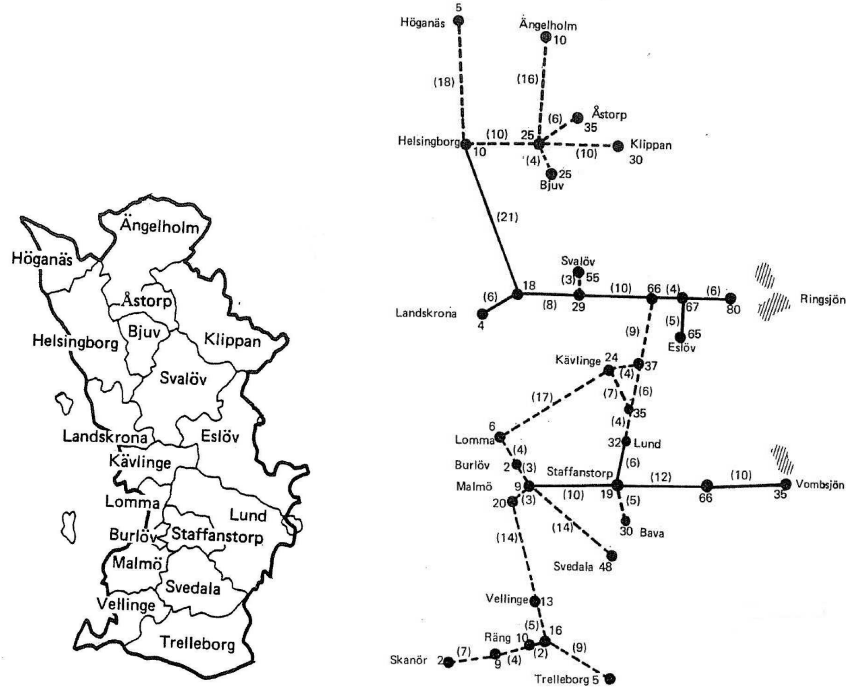 Ängelholm
Höganäs
Åstorp
Bjuv
Helsingborg
Klippan
Svalöv
Landskrona
Eslöv
Kävlinge
Lomma
Lund
Burlöv
Staffanstorp
Malmö
Svedala
Vellinge
Trelleborg
5
Höganäs
Ängelholm
10
(18)
(16)
(6)
Åstorp
35
Helsingborg
10
(10)
25
(4)
(10)
Klippan
30
25
Bjuv
(21)
Svalöv
(3)
55
18
(6)
Landskrona
4
(8)
29
(10)
66
(4)
67
(6)
80
Ringsjön
(5)
65
Eslöv
(9)
Kävlinge
24
(4)
37
(17)
(7)
(6)
35
6
Lomma
(4)
32
Lund
(4)
Burlöv
2
(3)
(6)
Staffanstorp
Malmö
9
(10)
19
(12)
66
(10)
Vombsjön
35
20
(3)
(5)
30
Bava
(14)
(14)
Svedala
48
Vellinge
13
(5)
16
Räng
10
(2)
Skanör
2
(7)
9
(4)
(9)
Trelleborg
5